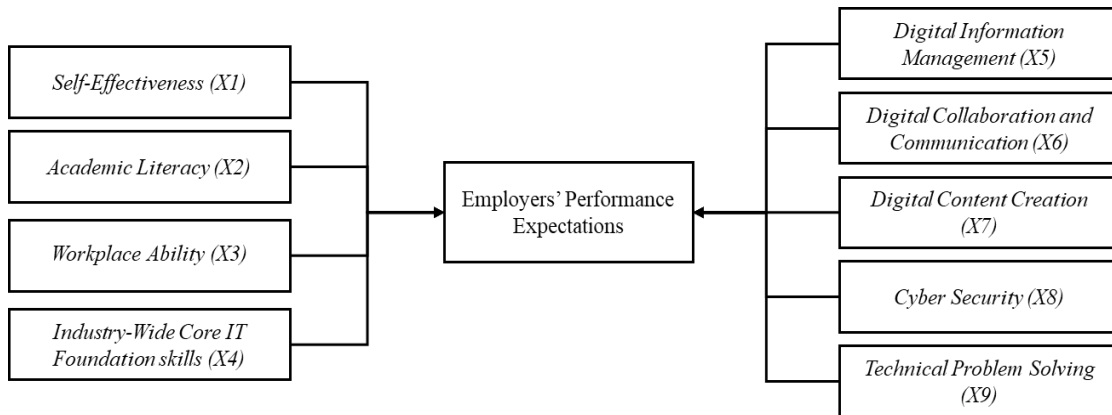 Self-Effectiveness (X1)
Academic Literacy (X2)
Workplace Ability (X3)
Industry-Wide Core IT
Foundation skills (X4)
Employers' Performance
Expectations
Digital Information
Management (X5)
Digital Collaboration and
Communication (X6)
Digital Content Creation
(X7)
Cyber Security (X8)
Technical Problem Solving
(X9)